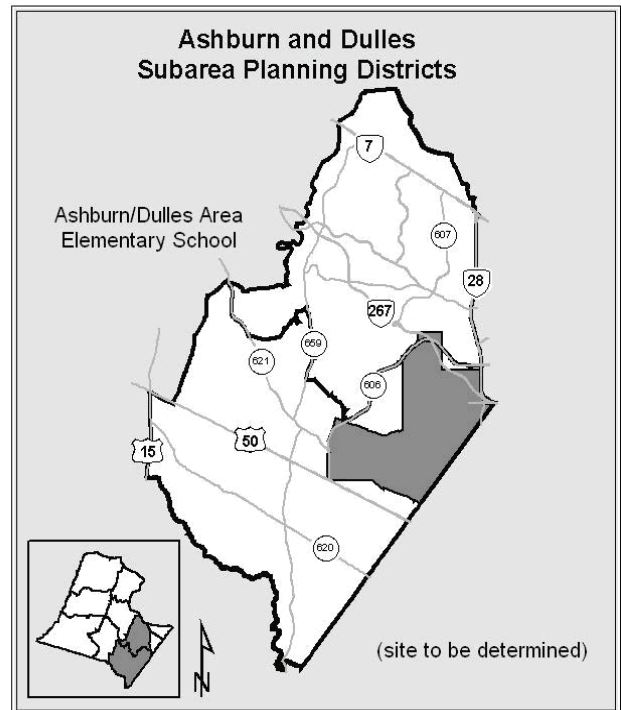 Ashburn and Dulles
Subarea Planning Districts
7
Ashburn/Dulles Area
Elementary School
607
28
267
659
621
606
50
15
620
(site to be determined)
N